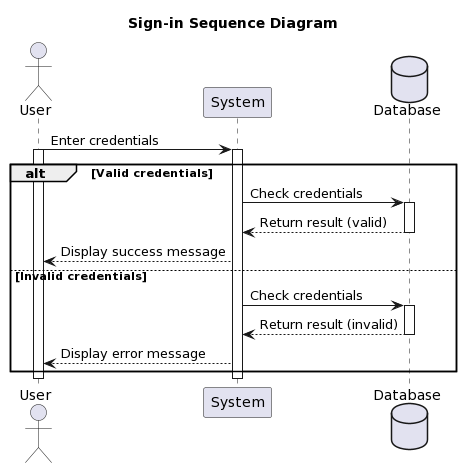 Sign-in Sequence Diagram
User
System
Database
Enter credentials
alt [Valid credentials]
Check credentials
Return result (valid)
Display success message
[Invalid credentials]
Check credentials
Return result (invalid)
Display error message
User
System
Database